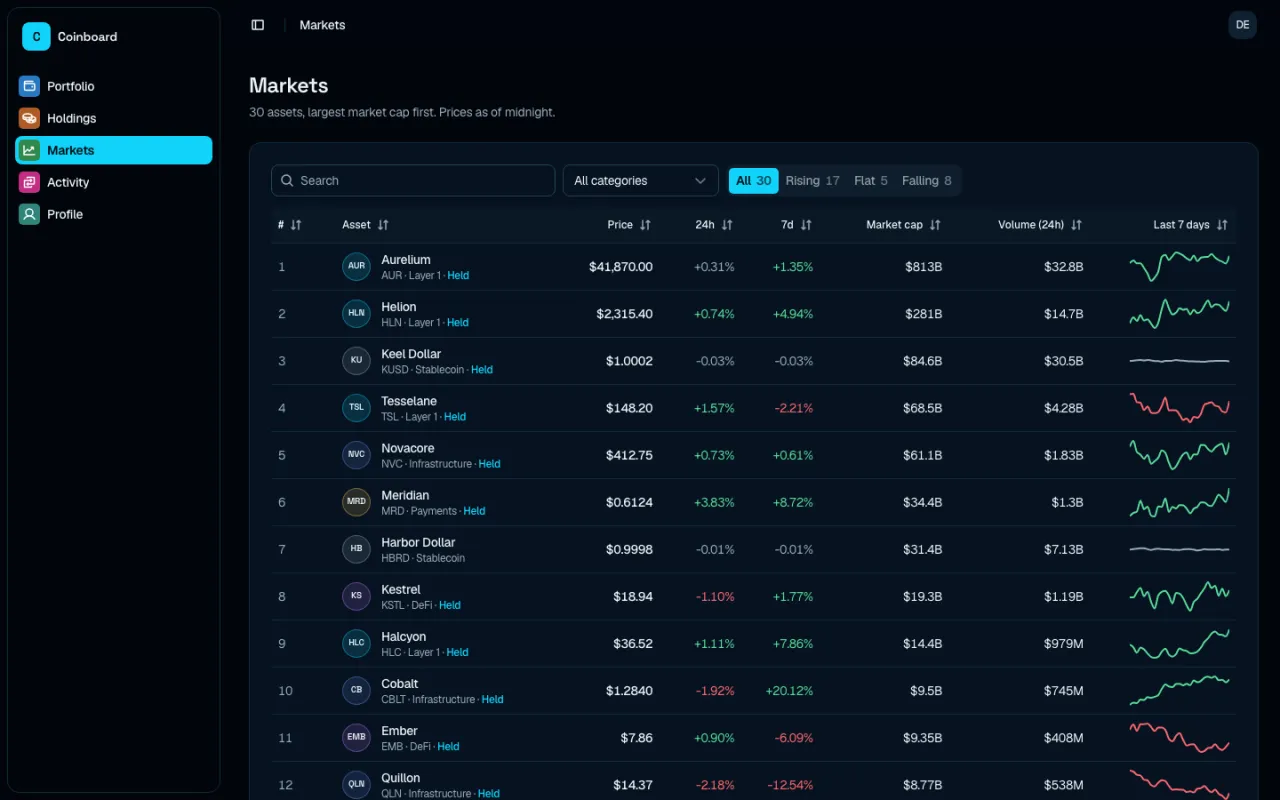 C Coinboard
Portfolio
Holdings
Markets
Activity
Profile
Markets
DE
Markets
30 assets, largest market cap first. Prices as of midnight.
Search
All categories
All 30 Rising 17 Flat 5 Falling 8
# Asset Price 24h 7d Market cap Volume (24h) Last 7 days
1 AUR Aurelium $41,870.00 +0.31% +1.35% $813B $32.8B
AUR · Layer 1 · Held
2 HLN Helion $2,315.40 +0.74% +4.94% $281B $14.7B
HLN · Layer 1 · Held
3 KU Keel Dollar $1.0002 -0.03% -0.03% $84.6B $30.5B
KUSD · Stablecoin · Held
4 TSL Tesselane $148.20 +1.57% -2.21% $68.5B $4.28B
TSL · Layer 1 · Held
5 NVC Novacore $412.75 +0.73% +0.61% $61.1B $1.83B
NVC · Infrastructure · Held
6 MRD Meridian $0.6124 +3.83% +8.72% $34.4B $1.3B
MRD · Payments · Held
7 HB Harbor Dollar $0.9998 -0.01% -0.01% $31.4B $7.13B
HBRD · Stablecoin
8 KS Kestrel $18.94 -1.10% +1.77% $19.3B $1.19B
KSTL · DeFi · Held
9 HLC Halcyon $36.52 +1.11% +7.86% $14.4B $979M
HLC · Layer 1 · Held
10 CB Cobalt $1.2840 -1.92% +20.12% $9.5B $745M
CBLT · Infrastructure · Held
11 EMB Ember $7.86 +0.90% -6.09% $9.35B $408M
EMB · DeFi · Held
12 QLN Quillon $14.37 -2.18% -12.54% $8.77B $538M
QLN · Infrastructure · Held